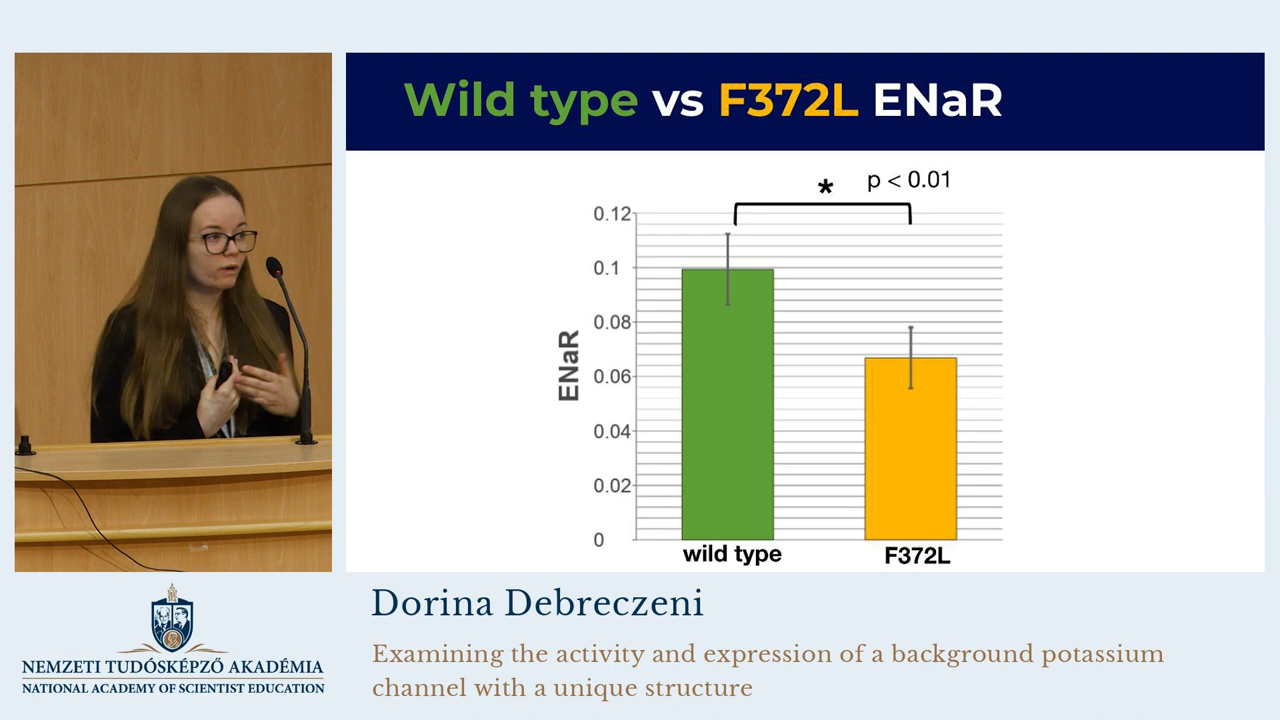 Wild type vs F372L ENaR
* p < 0.01
0.12
0.1
0.08
0.06
0.04
0.02
0
ENaR
wild type F372L
Dorina Debreczeni
Examining the activity and expression of a background potassium
channel with a unique structure
NEMZETI TUDÓSKÉPZŐ AKADÉMIA
NATIONAL ACADEMY OF SCIENTIST EDUCATION